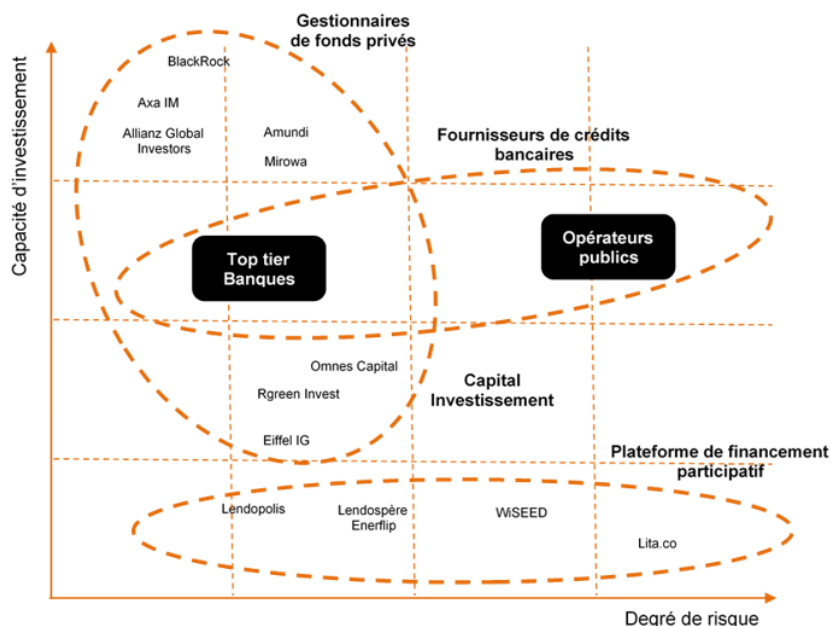 Gestionnaires
de fonds privés
BlackRock
Axa IM
Allianz Global
Investors
Amundi
Mirowa
Fournisseurs de crédits
bancaires
Capacité d'investissement
Top tier
Banques
Opérateurs
publics
Omnes Capital
Rgreen Invest
Eiffel IG
Capital
Investissement
Plateforme de financement
participatif
Lendopolis
Lendospère
Enerflip
WiSEED
Lita.co
Degré de risque